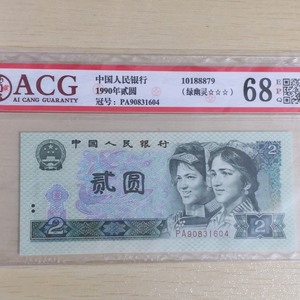 ACG
AI CANG GUARANTY
中国人民银行
1990年贰圆
冠号：PA90831604
10188879
(绿幽灵☆☆☆)
68
EPQ
中国人民银行
贰圆
2
2
PA90831604